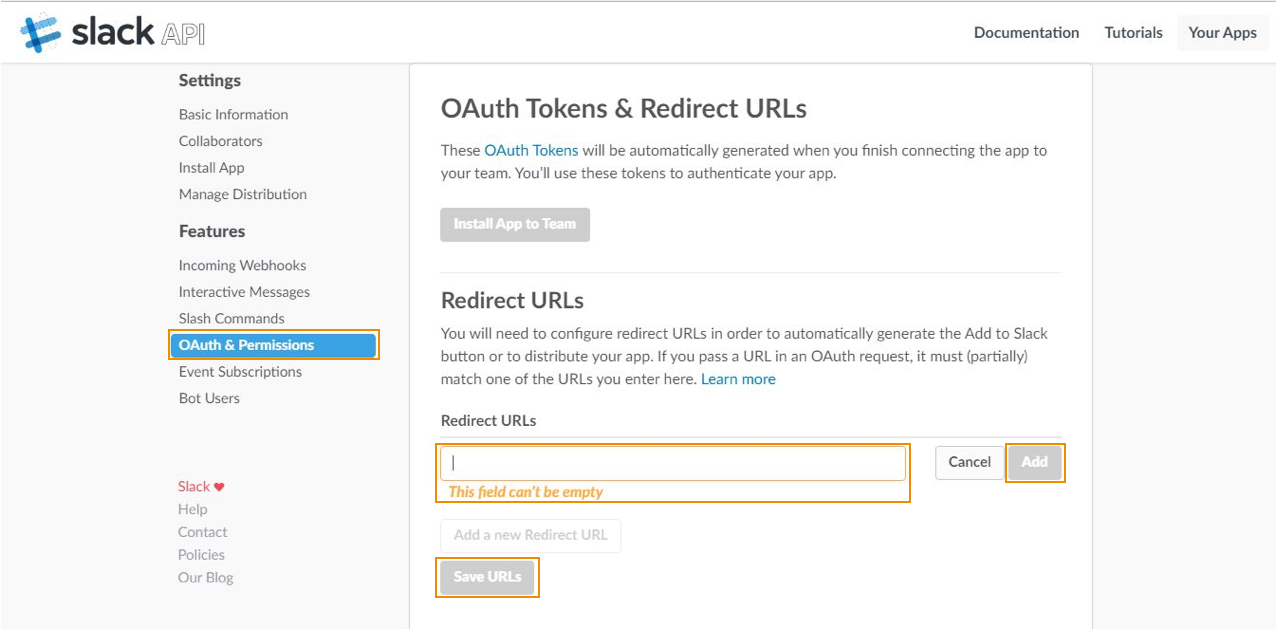 slack API
Documentation
Tutorials
Your Apps
Settings
Basic Information
Collaborators
Install App
Manage Distribution
Features
Incoming Webhooks
Interactive Messages
Slash Commands
OAuth & Permissions
Event Subscriptions
Bot Users
Slack ♥
Help
Contact
Policies
Our Blog
OAuth Tokens & Redirect URLs
These OAuth Tokens will be automatically generated when you finish connecting the app to
your team. You'll use these tokens to authenticate your app.
Install App to Team
Redirect URLs
You will need to configure redirect URLs in order to automatically generate the Add to Slack
button or to distribute your app. If you pass a URL in an OAuth request, it must (partially)
match one of the URLs you enter here. Learn more
Redirect URLs
Cancel
Add
This field can't be empty
Add a new Redirect URL
Save URLs